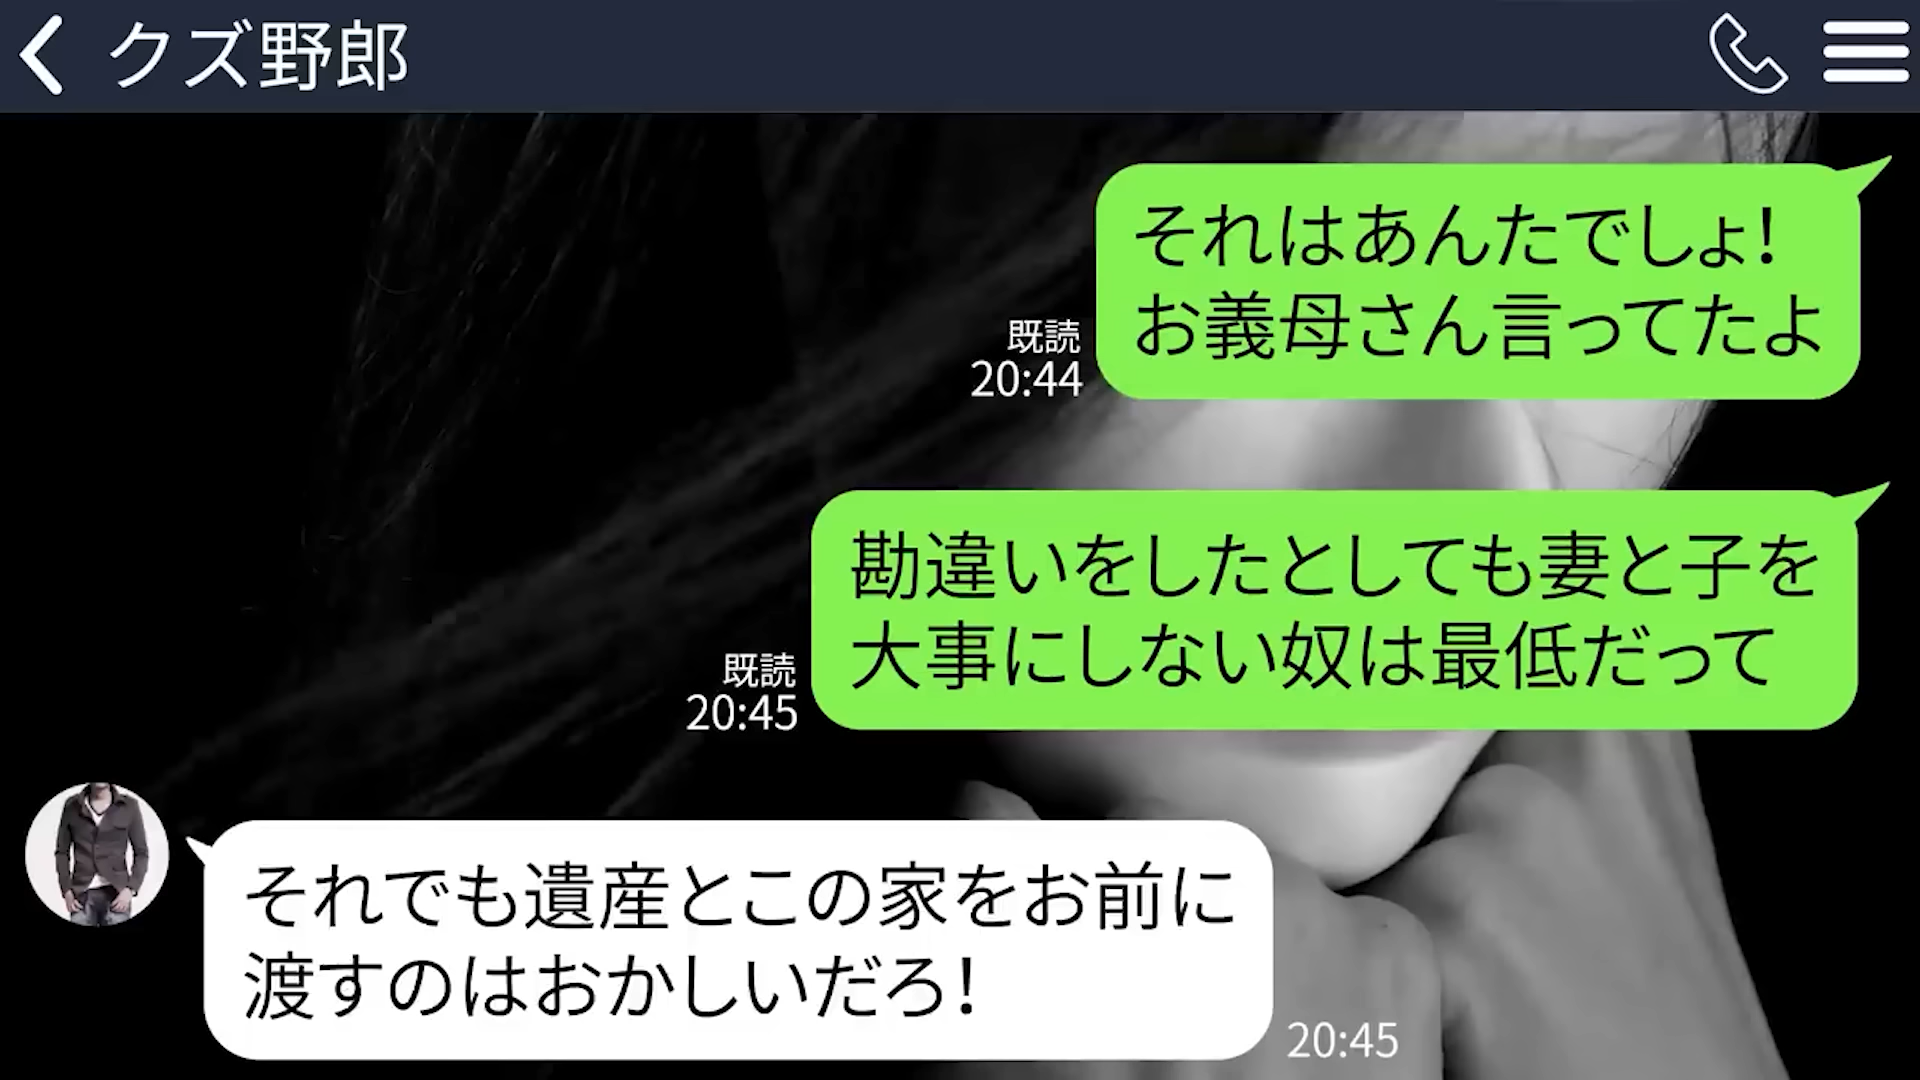 クズ野郎
それはあんたでしょ!
お義母さん言ってたよ
既読
20:44
勘違いをしたとしても妻と子を
大事にしない奴は最低だって
既読
20:45
それでも遺産とこの家をお前に
渡すのはおかしいだろ!
20:45